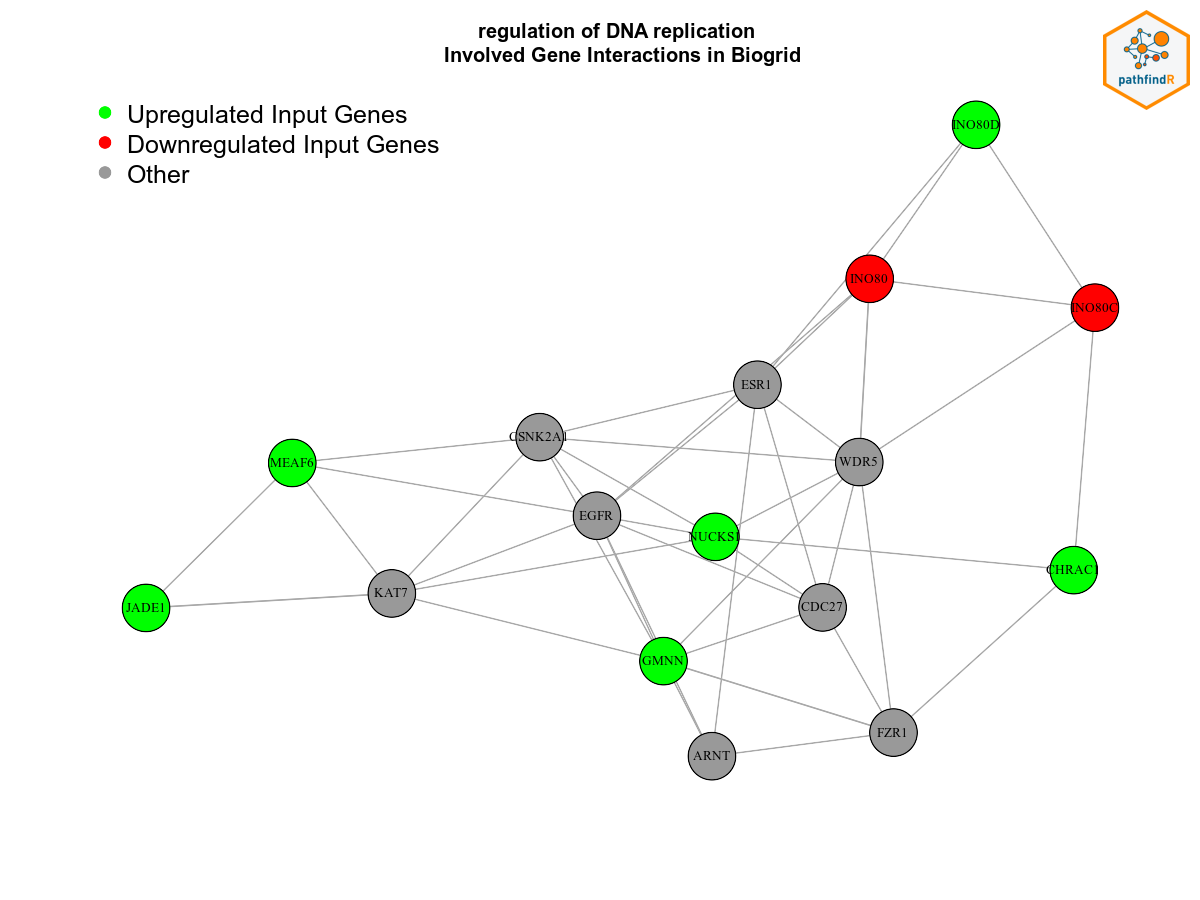 regulation of DNA replication
Involved Gene Interactions in Biogrid
pathfindR
Upregulated Input Genes
Downregulated Input Genes
Other
INO80D
INO80
INO80C
ESR1
CSNK2A1
MEAF6
WDR5
EGFR
NUCKS1
CHRAC1
KAT7
JADE1
CDC27
GMNN
FZR1
ARNT